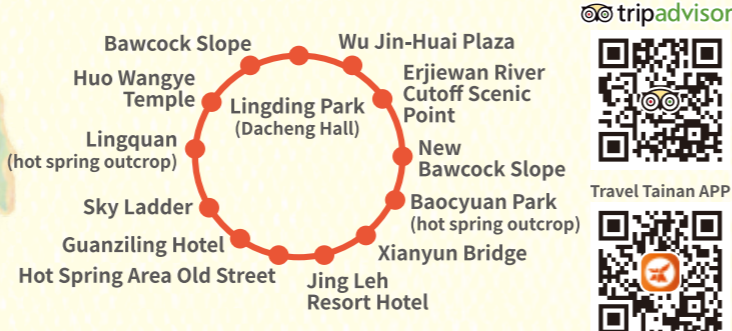 tripadvisor
Bawcock Slope
Wu Jin-Huai Plaza
Huo Wangye
Temple
Lingding Park
(Dacheng Hall)
Erjiewan River
Cutoff Scenic
Point
Lingquan
(hot spring outcrop)
New
Bawcock Slope
Travel Tainan APP
Sky Ladder
Baocyuan Park
(hot spring outcrop)
Guanziling Hotel
Xianyun Bridge
Hot Spring Area Old Street
Jing Leh
Resort Hotel